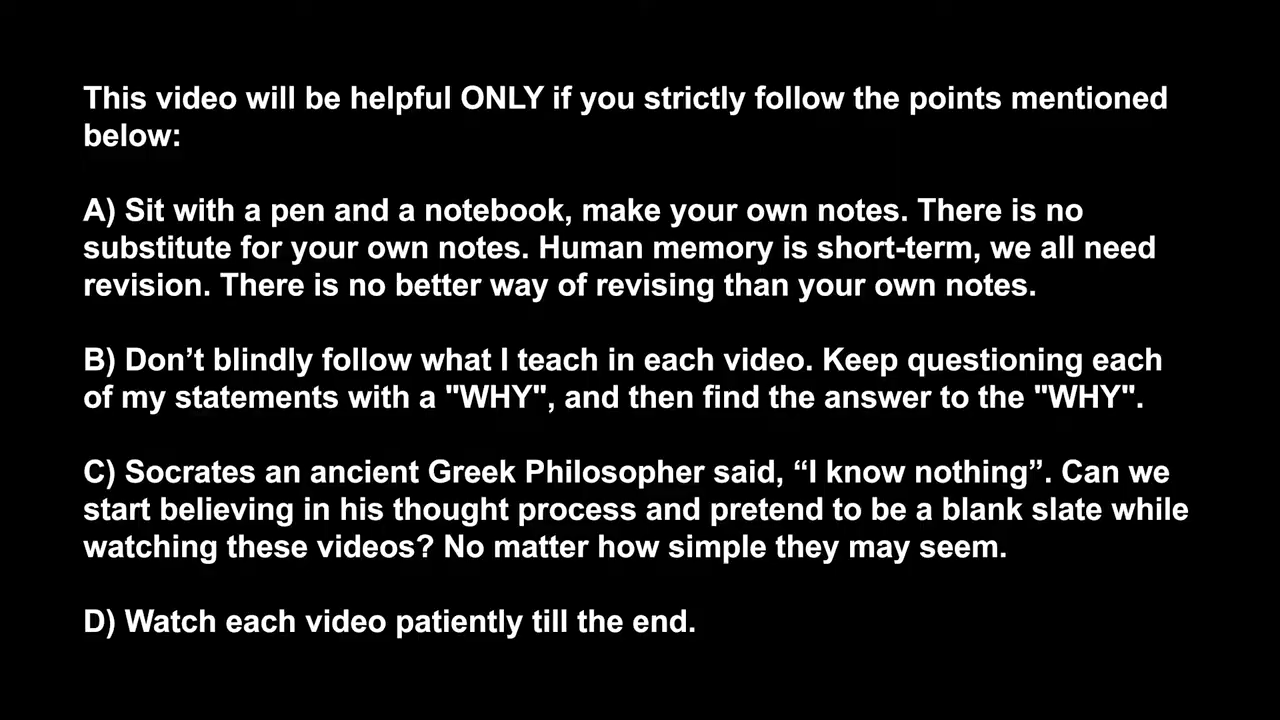 This video will be helpful ONLY if you strictly follow the points mentioned
below:
A) Sit with a pen and a notebook, make your own notes. There is no
substitute for your own notes. Human memory is short-term, we all need
revision. There is no better way of revising than your own notes.
B) Don’t blindly follow what I teach in each video. Keep questioning each
of my statements with a "WHY", and then find the answer to the "WHY".
C) Socrates an ancient Greek Philosopher said, “I know nothing”. Can we
start believing in his thought process and pretend to be a blank slate while
watching these videos? No matter how simple they may seem.
D) Watch each video patiently till the end.